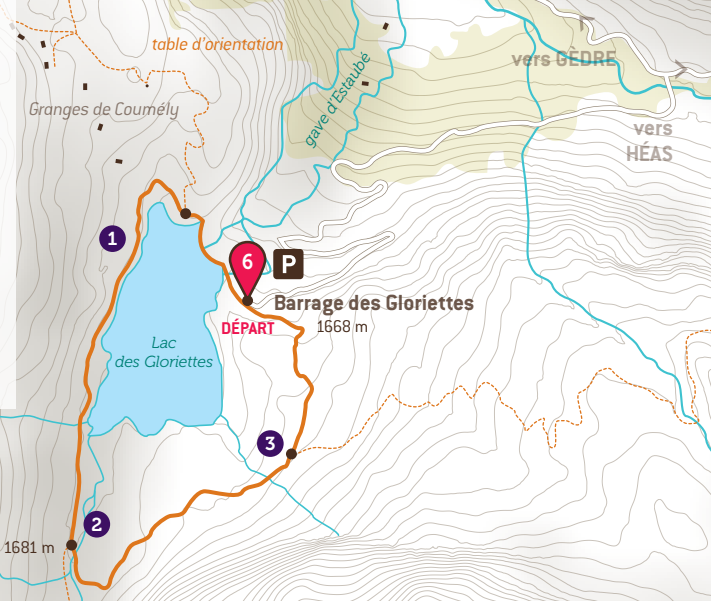 table d'orientation
vers GÈDRE
Granges de Coumély
gave d'Estaubé
vers
HÉAS
1
6
P
Barrage des Gloriettes
DÉPART
1668 m
Lac
des Gloriettes
3
2
1681 m